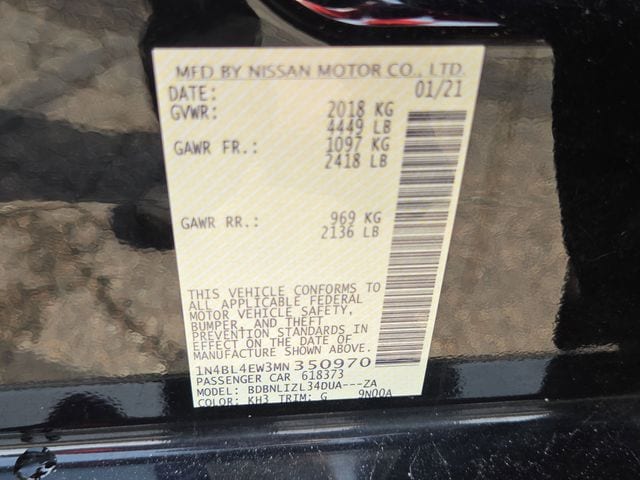 MFD BY NISSAN MOTOR CO., LTD.
DATE: 01/21
GVWR: 2018 KG
4449 LB
GAWR FR.: 1097 KG
2418 LB
GAWR RR.: 969 KG
2136 LB
THIS VEHICLE CONFORMS TO
ALL APPLICABLE FEDERAL
MOTOR VEHICLE SAFETY,
BUMPER, AND THEFT
PREVENTION STANDARDS IN
EFFECT ON THE DATE OF
MANUFACTURE SHOWN ABOVE.
1N4BL4EW3MN350970
PASSENGER CAR 618373
MODEL: BDBNLIZL34DUA---ZA
COLOR: KH3 TRIM: G 9N00A